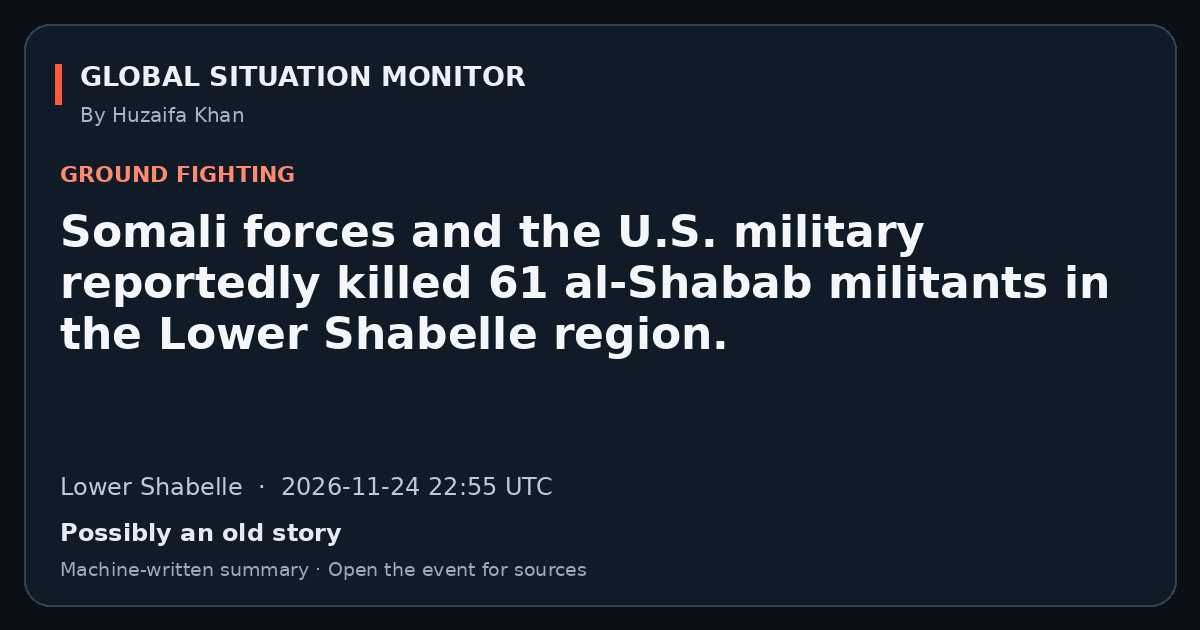 GLOBAL SITUATION MONITOR
By Huzaifa Khan
GROUND FIGHTING
Somali forces and the U.S. military
reportedly killed 61 al-Shabab militants in
the Lower Shabelle region.
Lower Shabelle · 2026-11-24 22:55 UTC
Possibly an old story
Machine-written summary · Open the event for sources